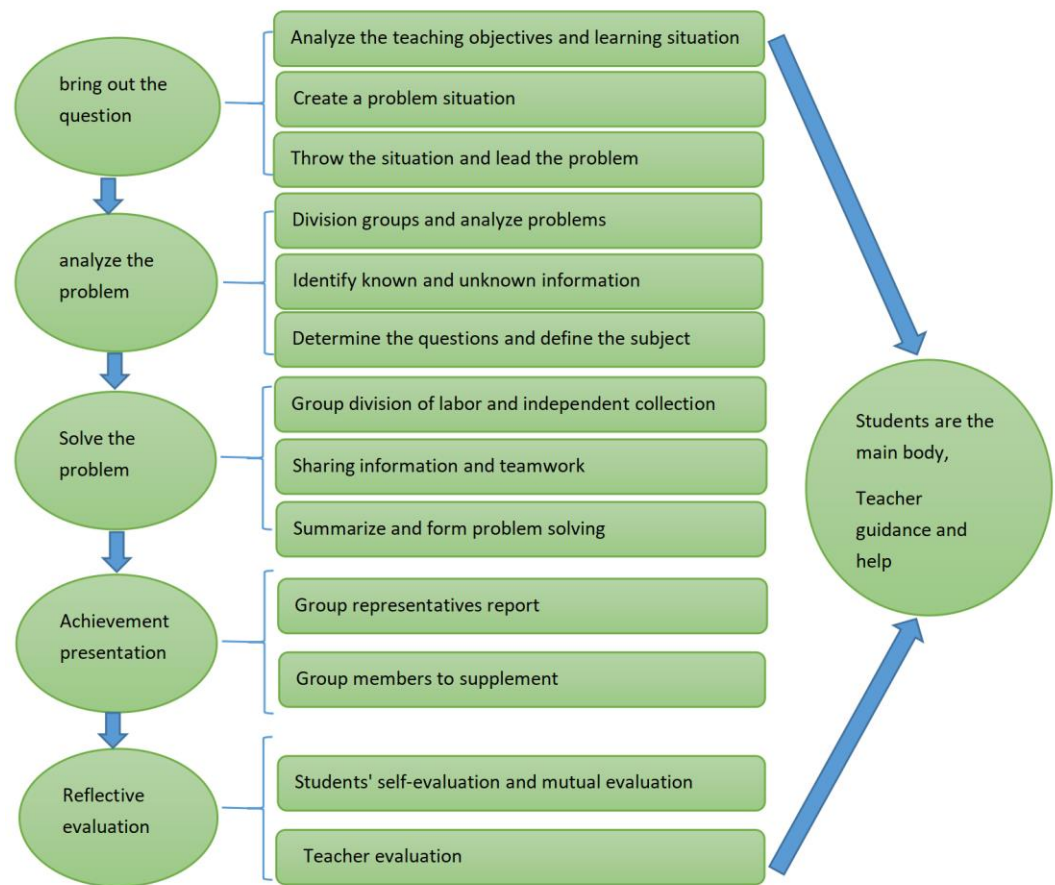 bring out the
question
Analyze the teaching objectives and learning situation
Create a problem situation
Throw the situation and lead the problem
analyze the
problem
Division groups and analyze problems
Identify known and unknown information
Determine the questions and define the subject
Solve the
problem
Group division of labor and independent collection
Sharing information and teamwork
Summarize and form problem solving
Achievement
presentation
Group representatives report
Group members to supplement
Reflective
evaluation
Students' self-evaluation and mutual evaluation
Teacher evaluation
Students are the
main body,
Teacher
guidance and
help